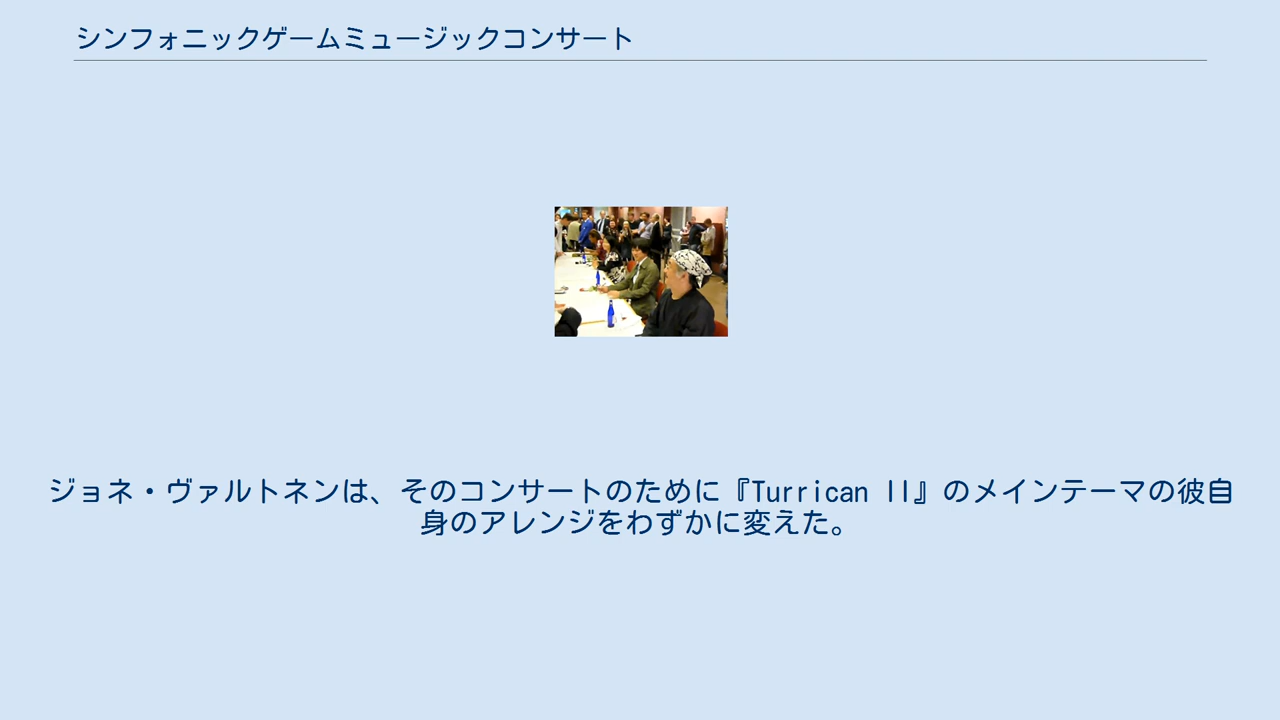 シンフォニックゲームミュージックコンサート
ジョネ・ヴァルトネンは、そのコンサートのために『Turrican II』のメインテーマの彼自
身のアレンジをわずかに変えた。